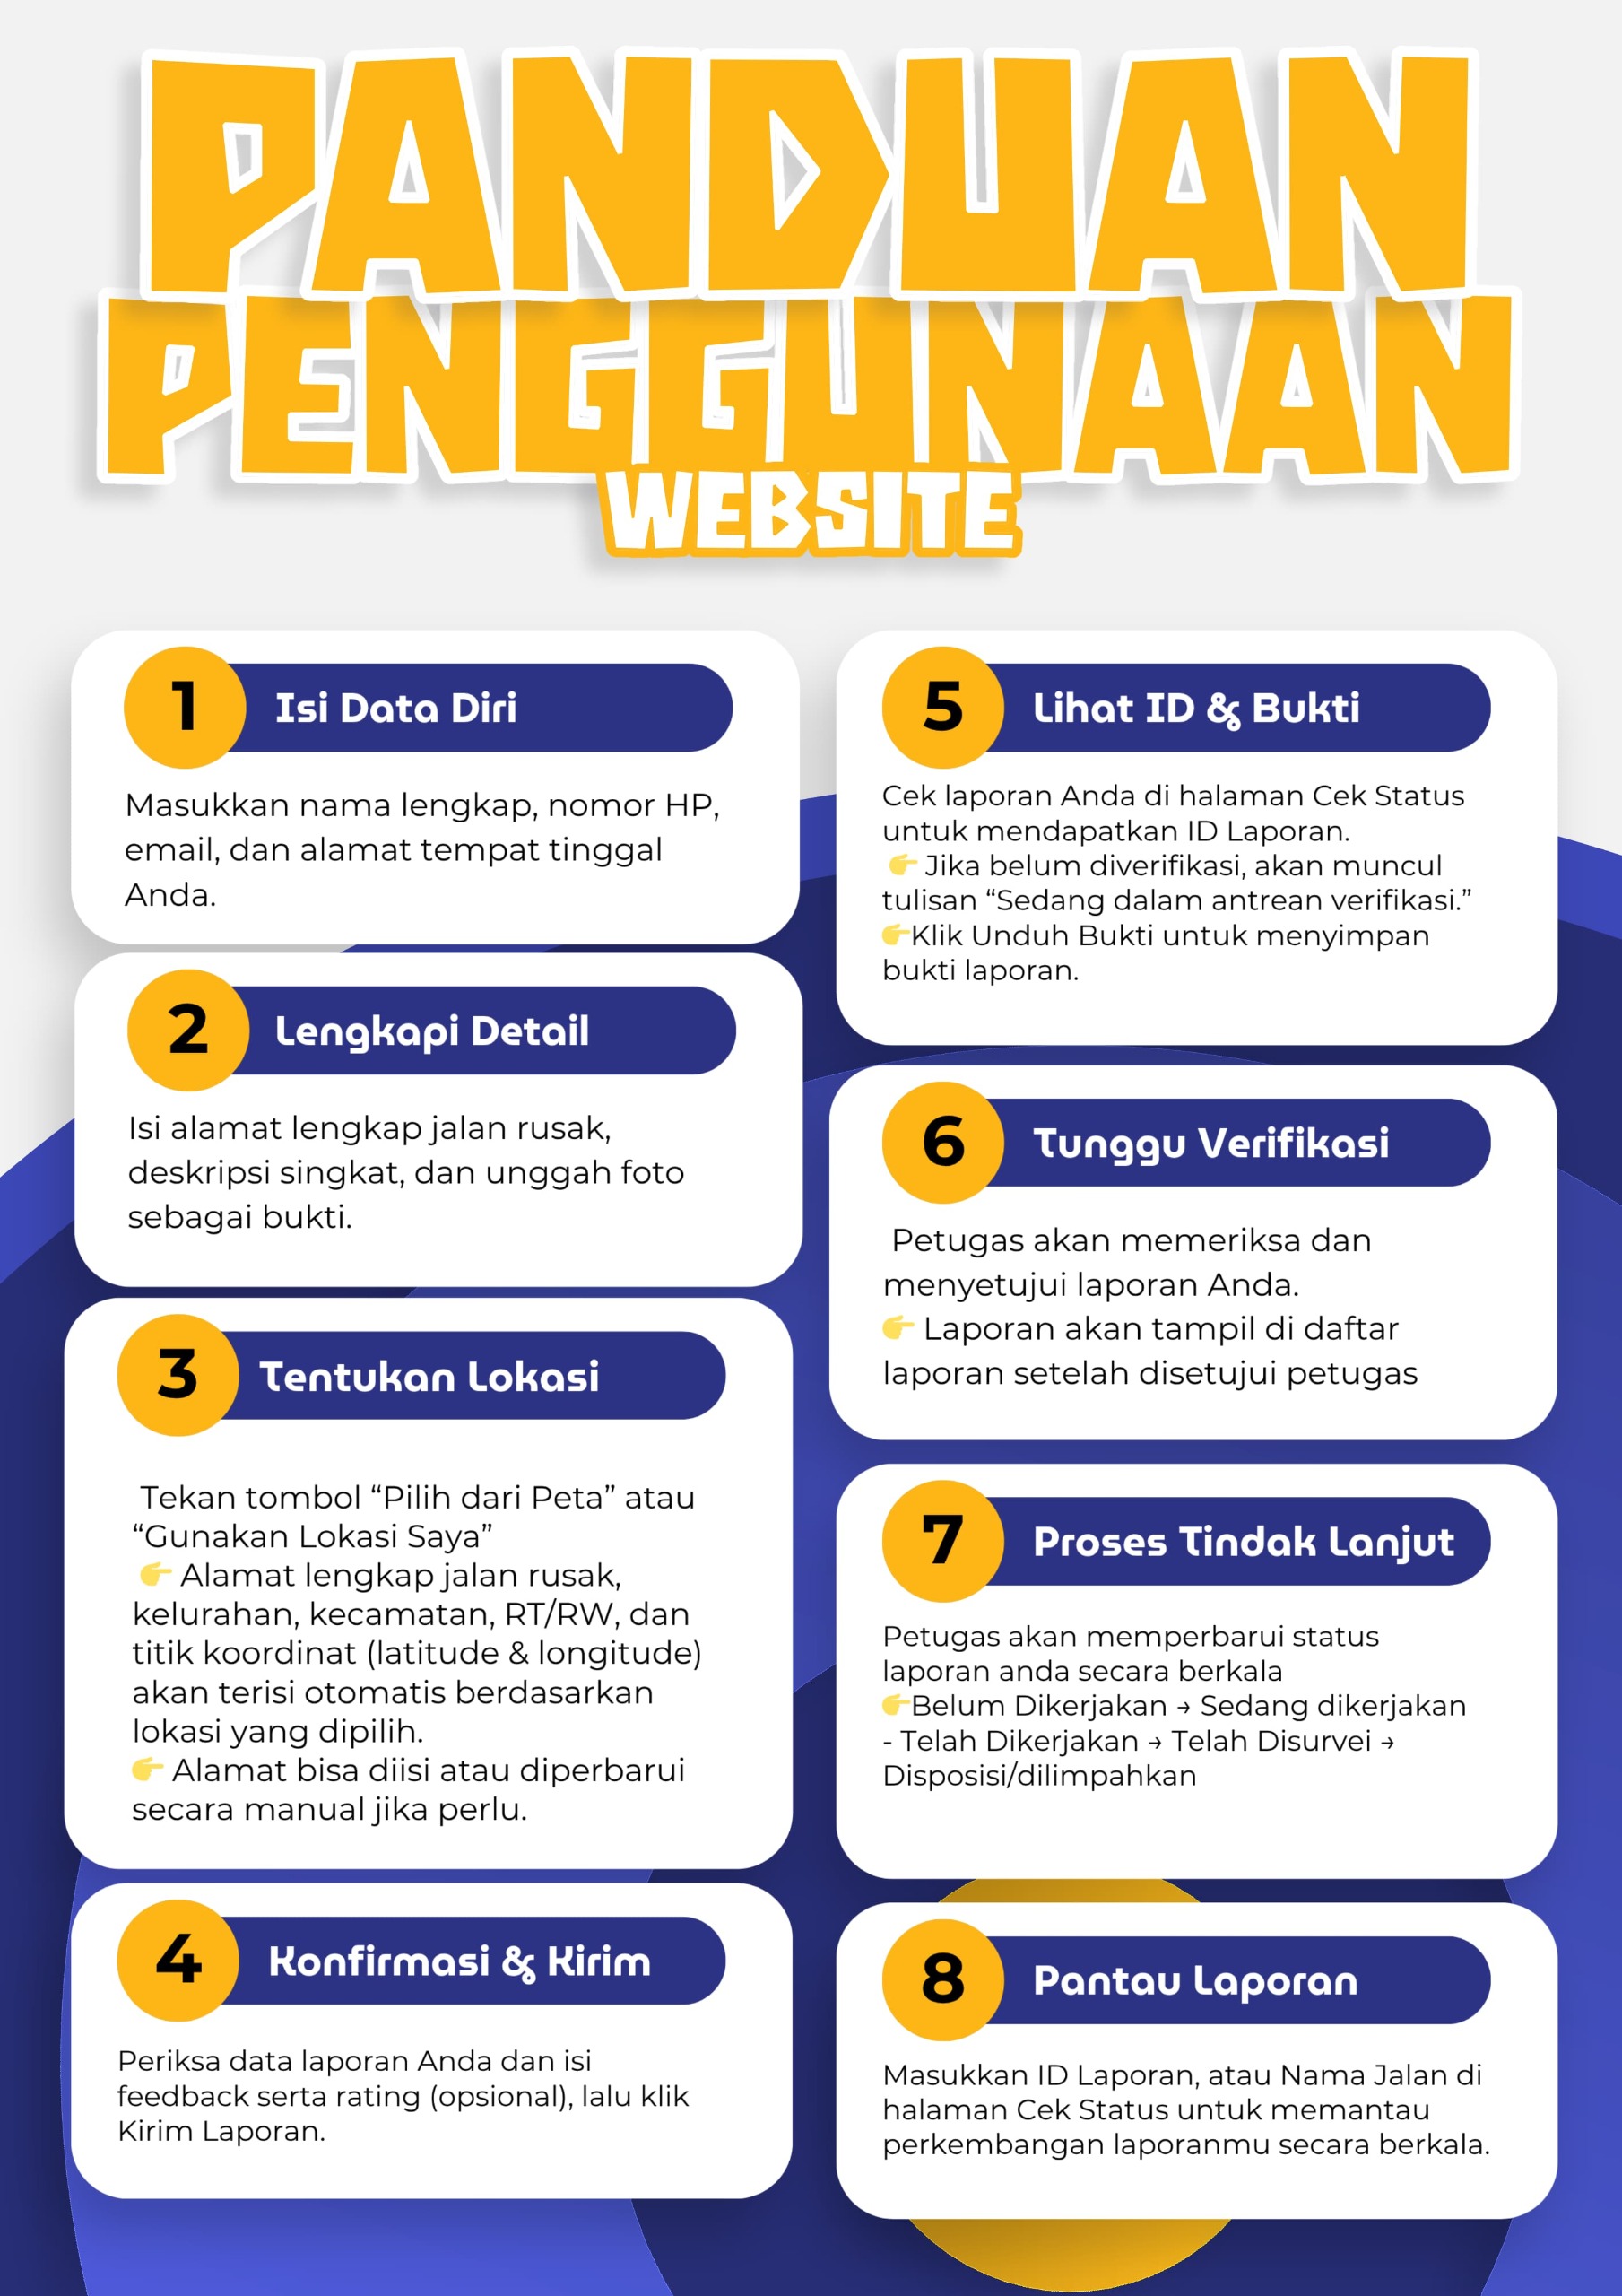 PANDUAN
PENGGUNAAN
WEBSITE
1
Isi Data Diri
Masukkan nama lengkap, nomor HP,
email, dan alamat tempat tinggal
Anda.
2
Lengkapi Detail
Isi alamat lengkap jalan rusak,
deskripsi singkat, dan unggah foto
sebagai bukti.
3
Tentukan Lokasi
Tekan tombol “Pilih dari Peta” atau
“Gunakan Lokasi Saya”
👉 Alamat lengkap jalan rusak,
kelurahan, kecamatan, RT/RW, dan
titik koordinat (latitude & longitude)
akan terisi otomatis berdasarkan
lokasi yang dipilih.
👉 Alamat bisa diisi atau diperbarui
secara manual jika perlu.
4
Konfirmasi & Kirim
Periksa data laporan Anda dan isi
feedback serta rating (opsional), lalu klik
Kirim Laporan.
5
Lihat ID & Bukti
Cek laporan Anda di halaman Cek Status
untuk mendapatkan ID Laporan.
👉 Jika belum diverifikasi, akan muncul
tulisan “Sedang dalam antrean verifikasi.”
👉Klik Unduh Bukti untuk menyimpan
bukti laporan.
6
Tunggu Verifikasi
Petugas akan memeriksa dan
menyetujui laporan Anda.
👉 Laporan akan tampil di daftar
laporan setelah disetujui petugas
7
Proses Tindak Lanjut
Petugas akan memperbarui status
laporan anda secara berkala
👉Belum Dikerjakan → Sedang dikerjakan
- Telah Dikerjakan → Telah Disurvei →
Disposisi/dilimpahkan
8
Pantau Laporan
Masukkan ID Laporan, atau Nama Jalan di
halaman Cek Status untuk memantau
perkembangan laporanmu secara berkala.